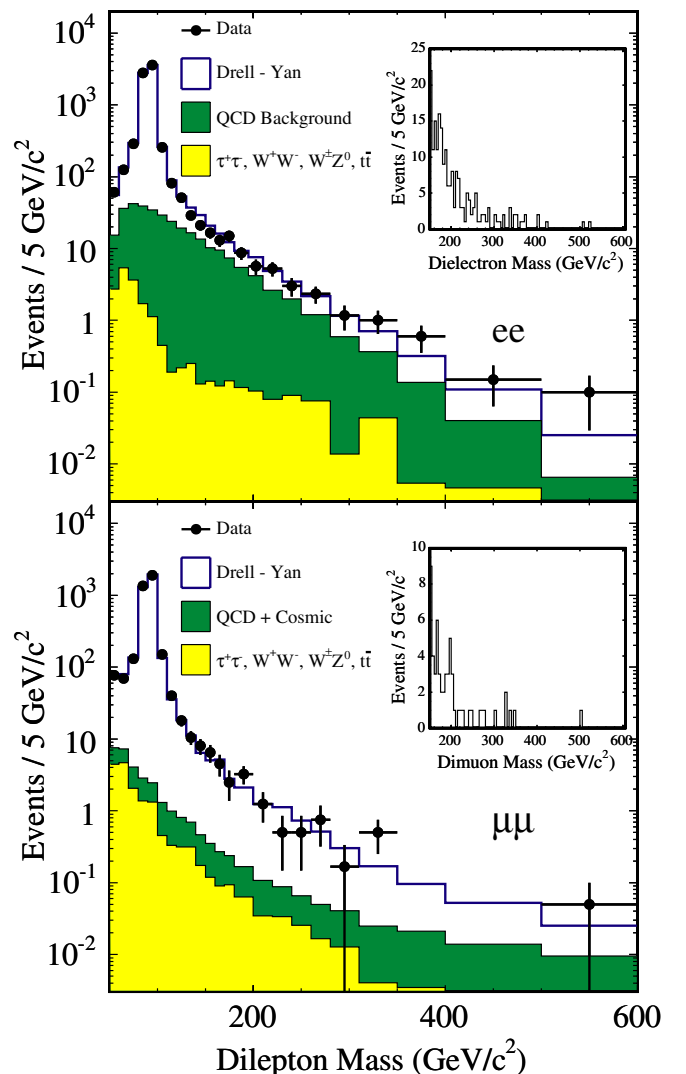 10⁴
10³
10²
10
1
10⁻¹
10⁻²
Events / 5 GeV/c²
Data
Drell - Yan
QCD Background
τ⁺τ⁻, W⁺W⁻, W±Z⁰, tt̄
25
20
15
10
5
0
Events / 5 GeV/c²
200 300 400 500 600
Dielectron Mass (GeV/c²)
ee
10⁴
10³
10²
10
1
10⁻¹
10⁻²
Events / 5 GeV/c²
Data
Drell - Yan
QCD + Cosmic
τ⁺τ⁻, W⁺W⁻, W±Z⁰, tt̄
10
8
6
4
2
0
Events / 5 GeV/c²
200 300 400 500 600
Dimuon Mass (GeV/c²)
μμ
200 400 600
Dilepton Mass (GeV/c²)